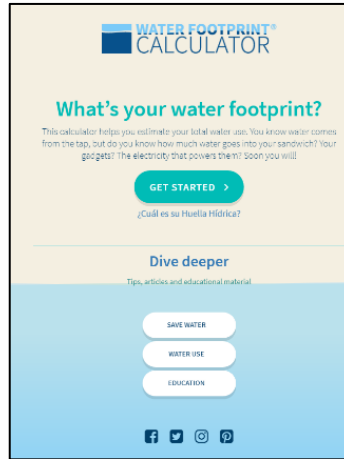 WATER FOOTPRINT®
CALCULATOR
What's your water footprint?
This calculator helps you estimate your total water use. You know water comes
from the tap, but do you know how much water goes into your sandwich? Your
gadgets? The electricity that powers them? Soon you will!
GET STARTED >
¿Cuál es su Huella Hídrica?
Dive deeper
Tips, articles and educational material
SAVE WATER
WATER USE
EDUCATION